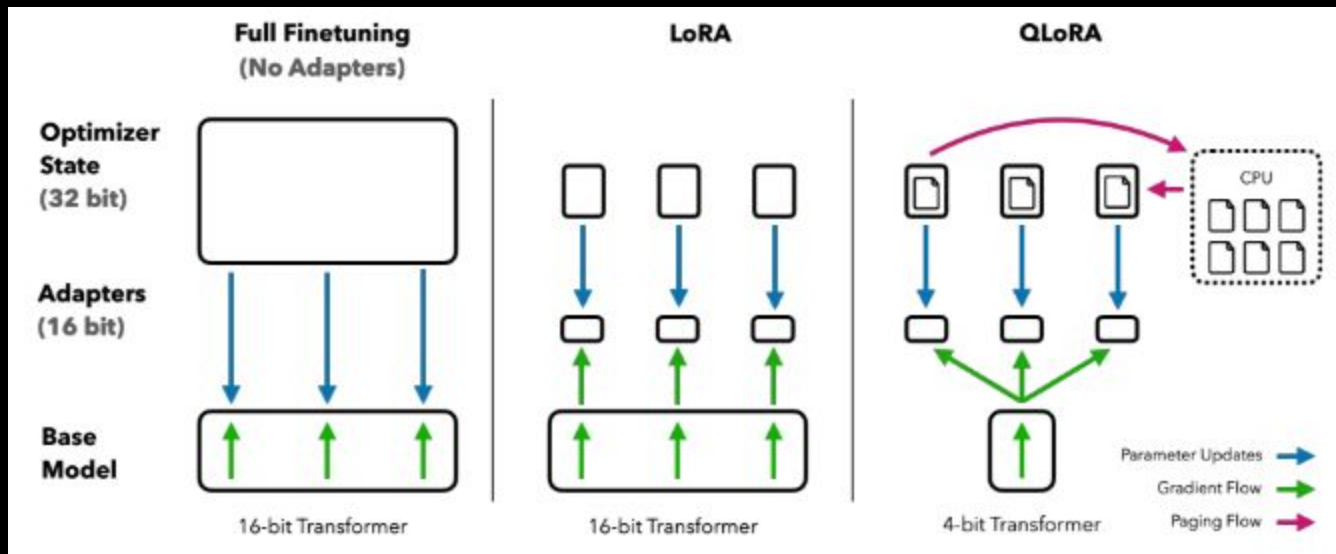 Full Finetuning
(No Adapters)
LoRA
QLoRA
Optimizer
State
(32 bit)
CPU
Adapters
(16 bit)
Base
Model
Parameter Updates
Gradient Flow
Paging Flow
16-bit Transformer
16-bit Transformer
4-bit Transformer